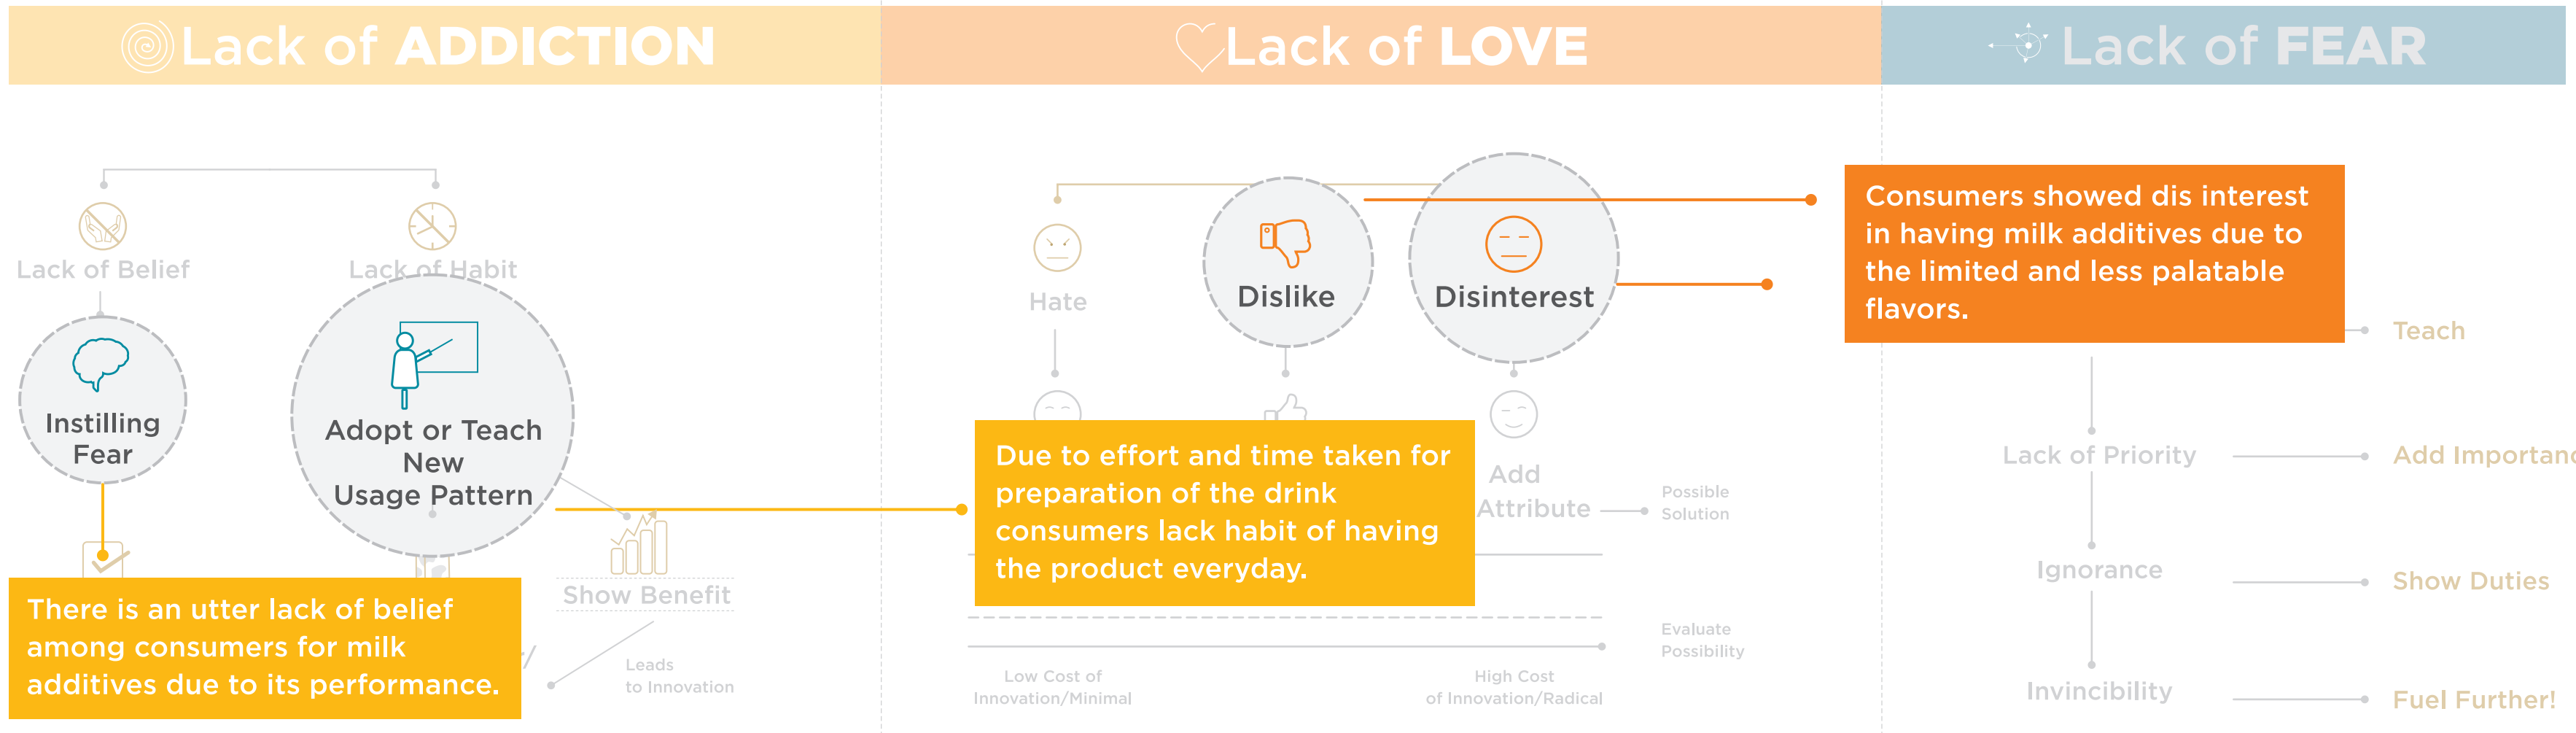 Lack of ADDICTION
Lack of LOVE
Lack of FEAR
Lack of Belief
Lack of Habit
Instilling
Fear
Adopt or Teach
New
Usage Pattern
There is an utter lack of belief
among consumers for milk
additives due to its performance.
Show Benefit
Leads
to Innovation
Hate
Dislike
Disinterest
Due to effort and time taken for
preparation of the drink
consumers lack habit of having
the product everyday.
Add
Attribute
Possible
Solution
Evaluate
Possibility
Low Cost of
Innovation/Minimal
High Cost
of Innovation/Radical
Consumers showed dis interest
in having milk additives due to
the limited and less palatable
flavors.
Teach
Lack of Priority
Add Importanc
Ignorance
Show Duties
Invincibility
Fuel Further!